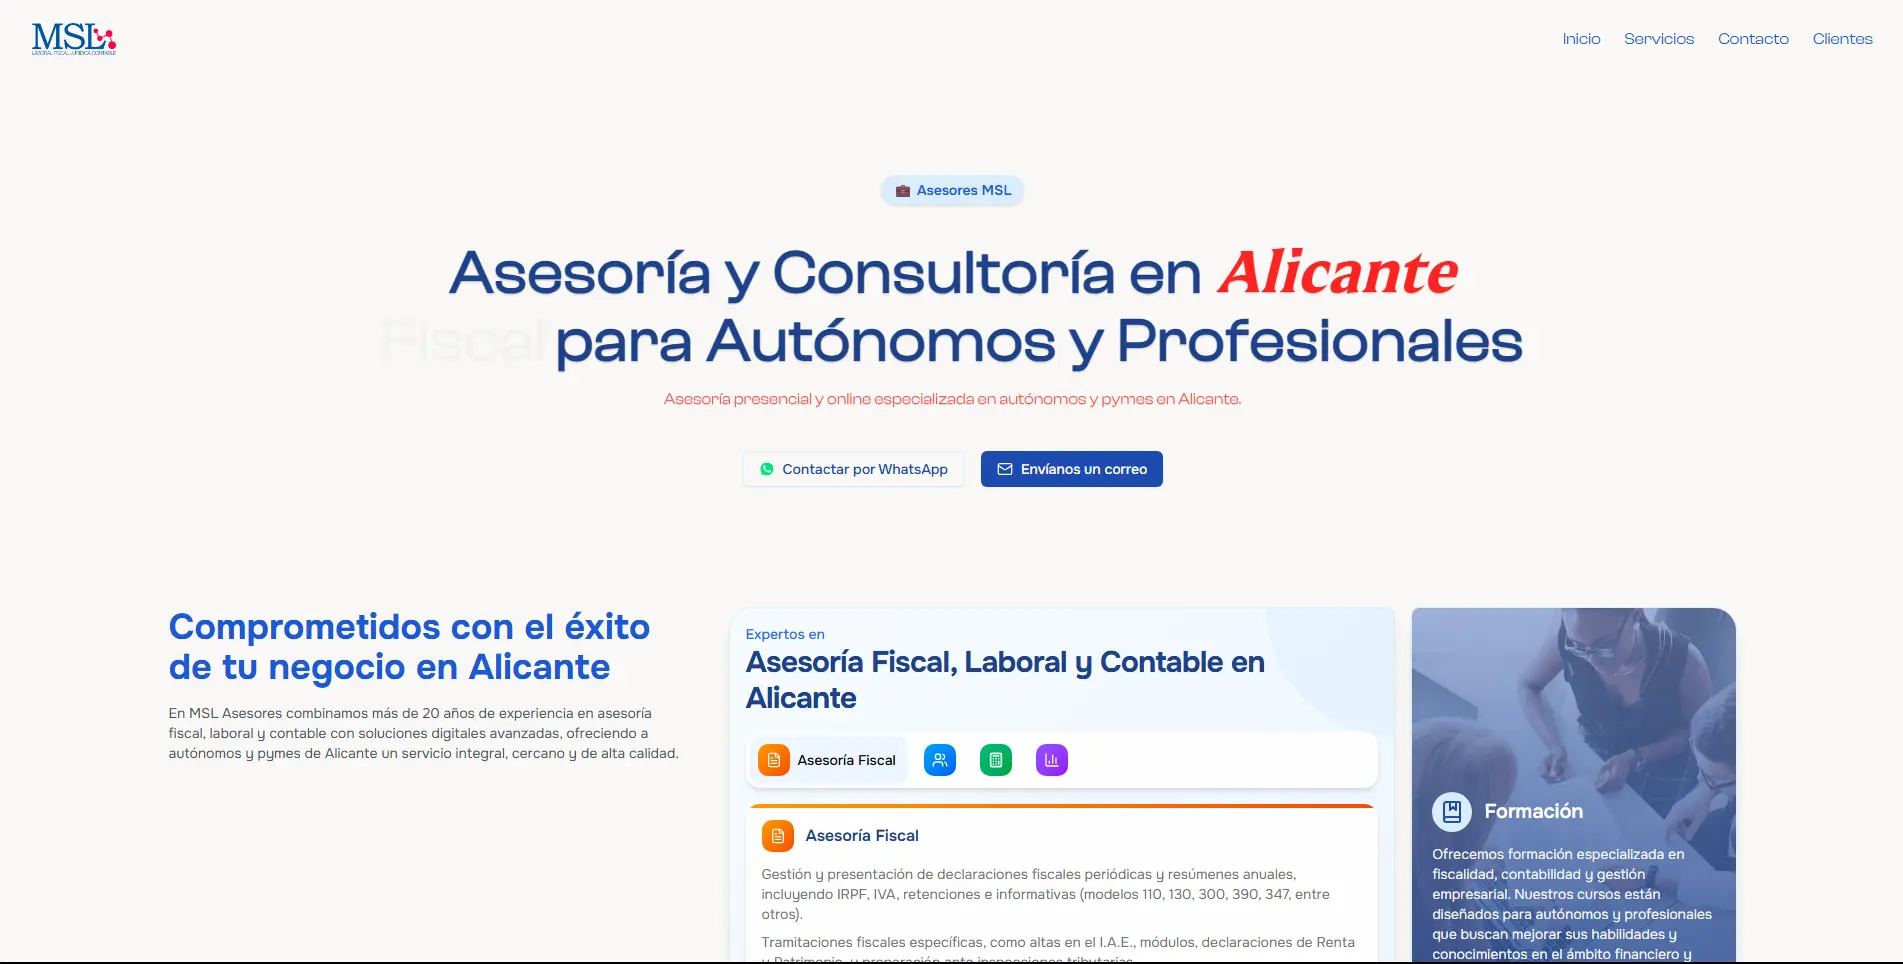 MSL
LABORAL FISCAL JURIDICA CONTABLE
Inicio
Servicios
Contacto
Clientes
Asesores MSL
Asesoría y Consultoría en Alicante
Fiscal para Autónomos y Profesionales
Asesoría presencial y online especializada en autónomos y pymes en Alicante.
Contactar por WhatsApp
Envíanos un correo
Comprometidos con el éxito
de tu negocio en Alicante
En MSL Asesores combinamos más de 20 años de experiencia en asesoría
fiscal, laboral y contable con soluciones digitales avanzadas, ofreciendo a
autónomos y pymes de Alicante un servicio integral, cercano y de alta calidad.
Expertos en
Asesoría Fiscal, Laboral y Contable en
Alicante
Asesoría Fiscal
Asesoría Fiscal
Gestión y presentación de declaraciones fiscales periódicas y resúmenes anuales,
incluyendo IRPF, IVA, retenciones e informativas (modelos 110, 130, 300, 390, 347, entre
otros).
Tramitaciones fiscales específicas, como altas en el I.A.E., módulos, declaraciones de Renta
y Patrimonio, y preparación ante inspecciones tributarias.
Formación
Ofrecemos formación especializada en
fiscalidad, contabilidad y gestión
empresarial. Nuestros cursos están
diseñados para autónomos y profesionales
que buscan mejorar sus habilidades y
conocimientos en el ámbito financiero y